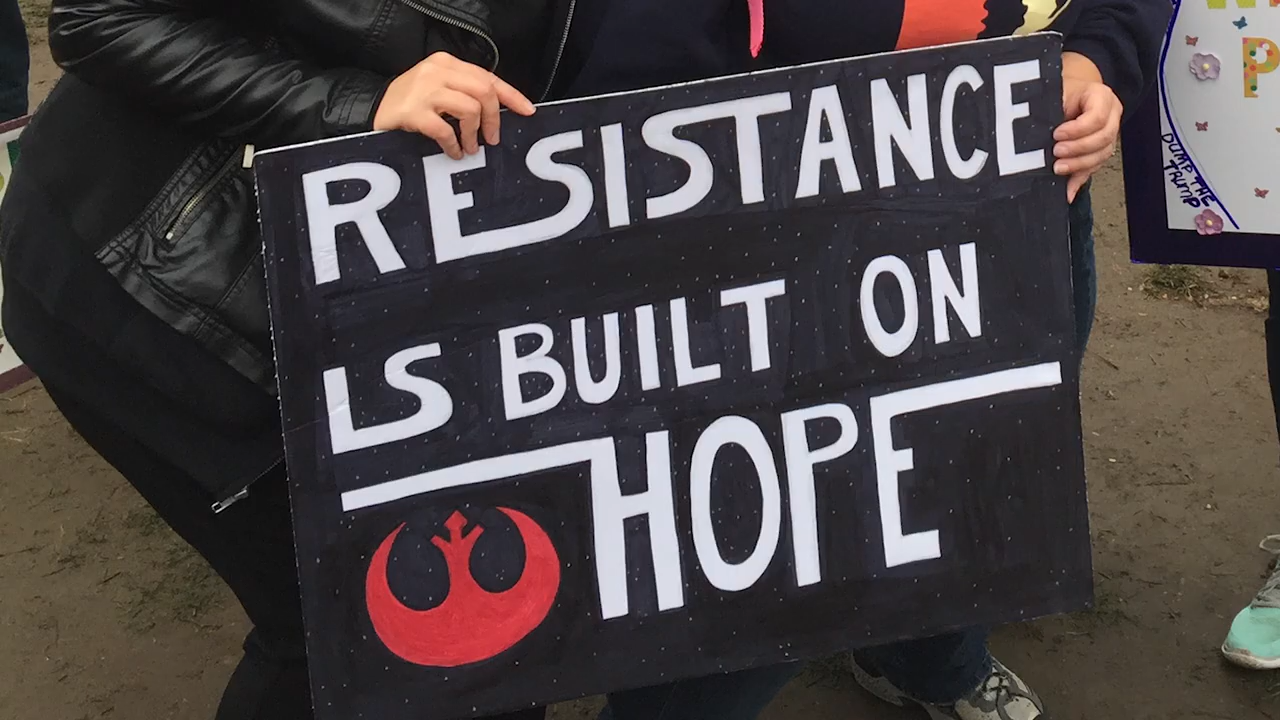 RESISTANCE
IS BUILT ON
HOPE
DUMP THE
TRUMP